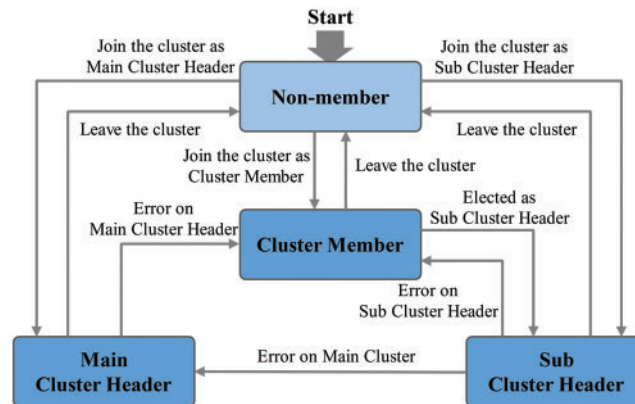 Start
Join the cluster as
Main Cluster Header
Join the cluster as
Sub Cluster Header
Non-member
Leave the cluster
Leave the cluster
Join the cluster as
Cluster Member
Leave the cluster
Error on
Main Cluster Header
Elected as
Sub Cluster Header
Cluster Member
Error on
Sub Cluster Header
Main
Cluster Header
Error on Main Cluster
Sub
Cluster Header